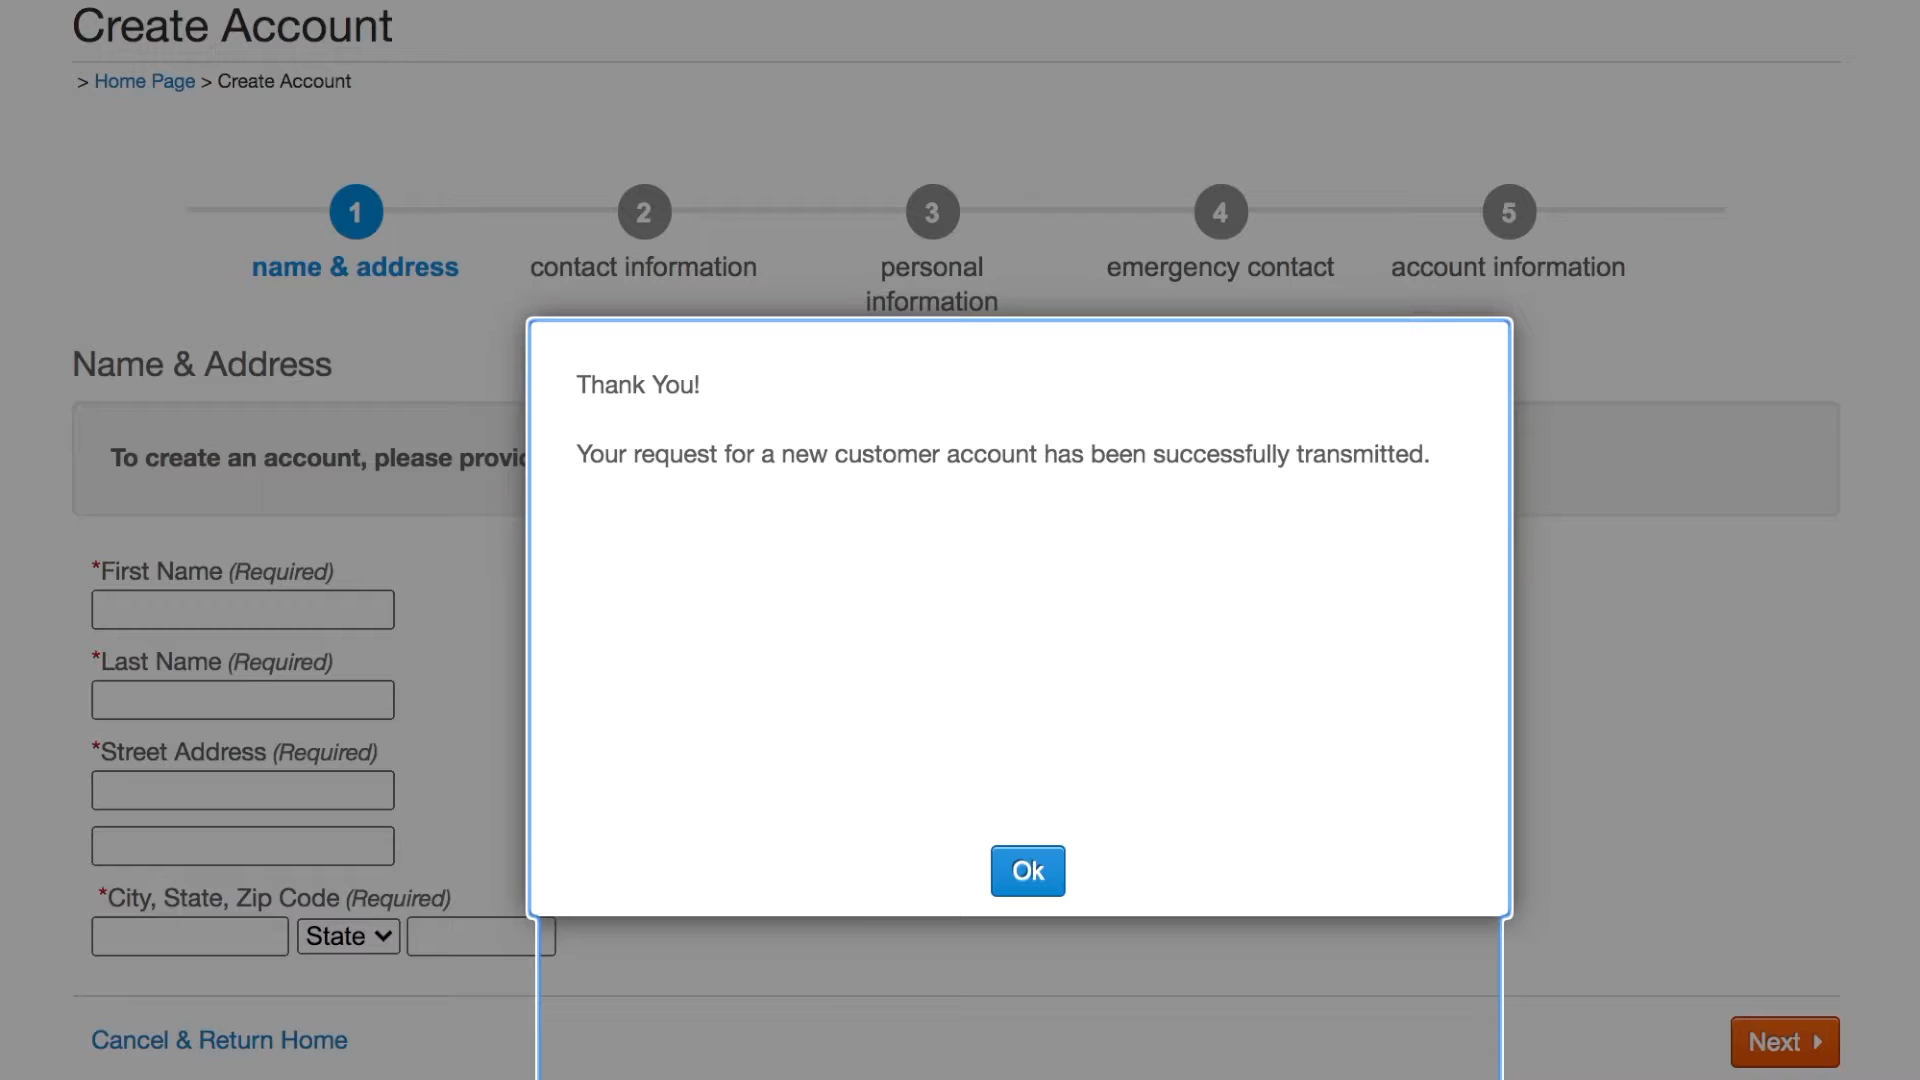 Create Account
> Home Page > Create Account
1 2 3 4 5
name & address contact information personal information emergency contact account information
Name & Address
To create an account, please
Thank You!
Your request for a new customer account has been successfully transmitted.
*First Name (Required)
*Last Name (Required)
*Street Address (Required)
*City, State, Zip Code (Required)
State
Ok
Cancel & Return Home
Next